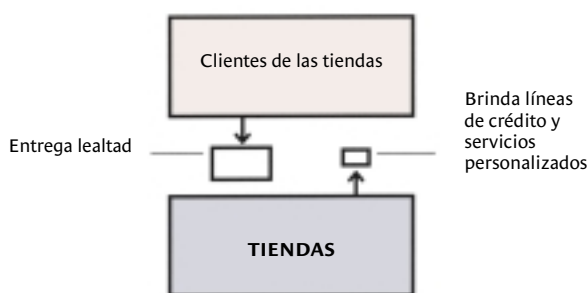 Clientes de las tiendas
Entrega lealtad
Brinda líneas
de crédito y
servicios
personalizados
TIENDAS